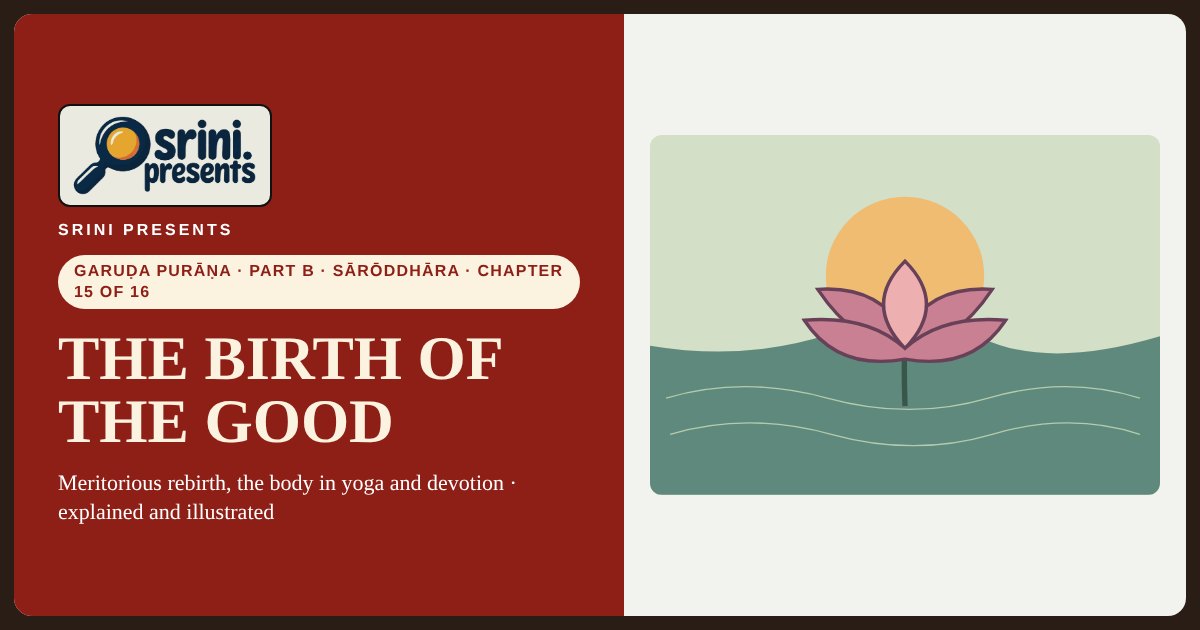 srini.
presents
SRINI PRESENTS
GARUḌA PURĀṆA · PART B · SĀRŌDDHĀRA · CHAPTER
15 OF 16
THE BIRTH OF
THE GOOD
Meritorious rebirth, the body in yoga and devotion ·
explained and illustrated